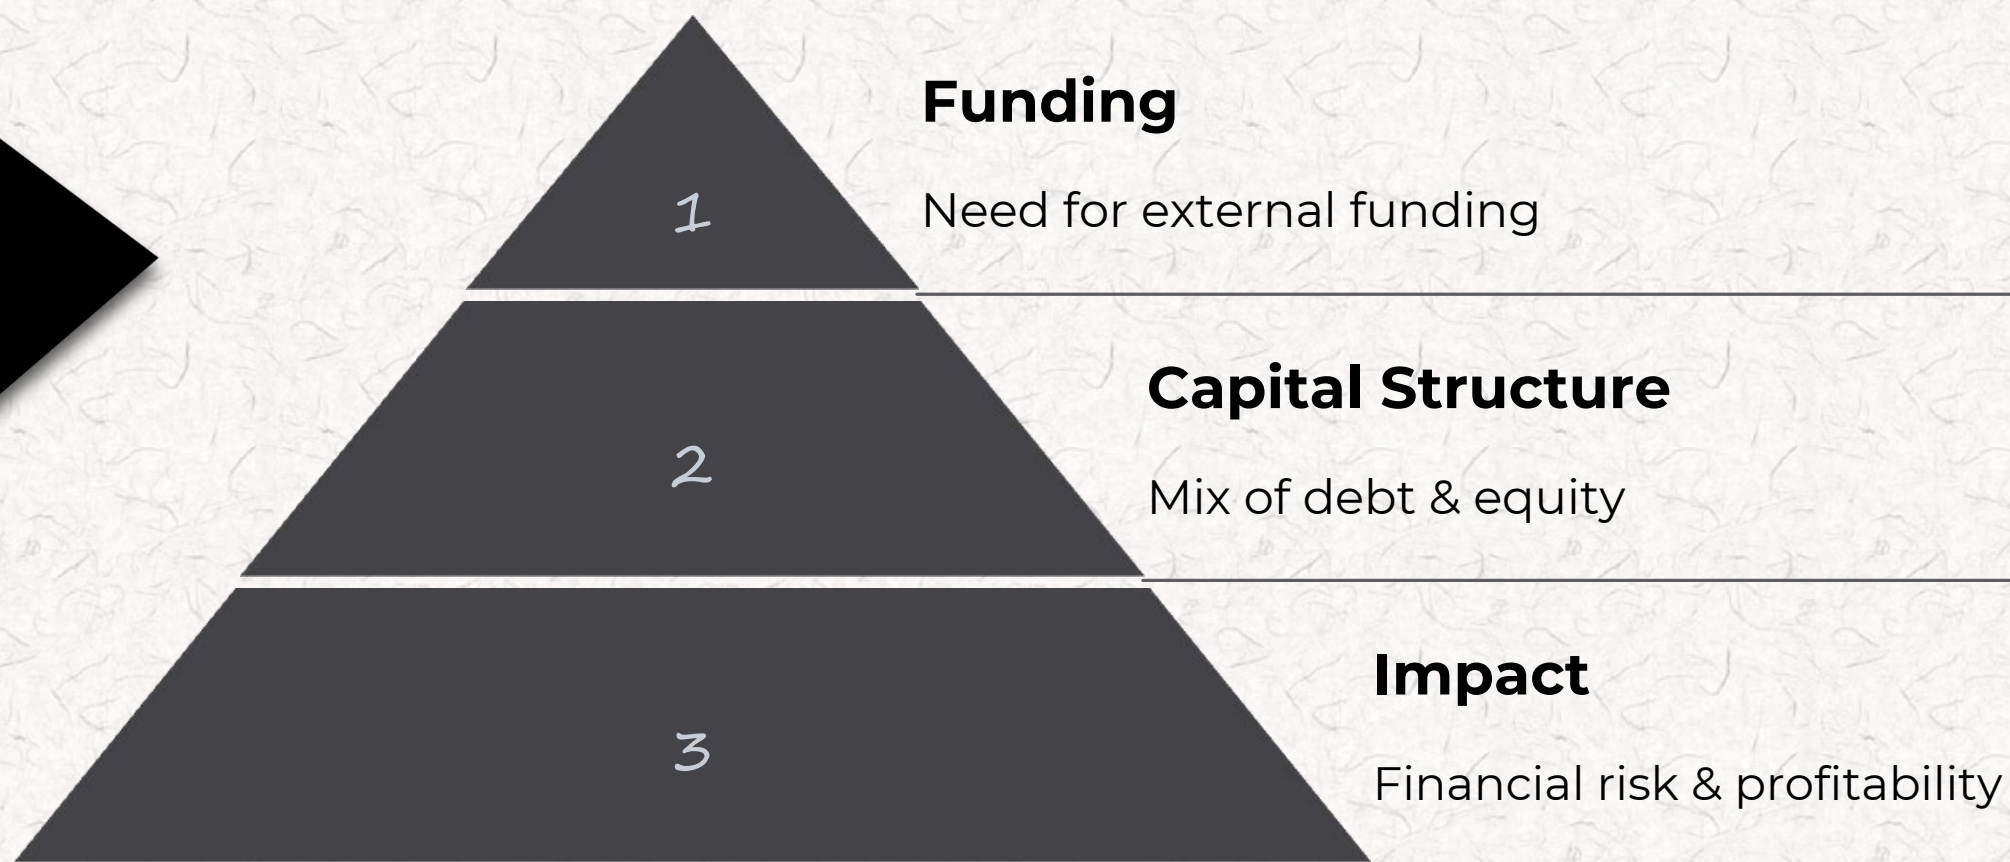 Funding
1
Need for external funding
Capital Structure
2
Mix of debt & equity
Impact
3
Financial risk & profitability